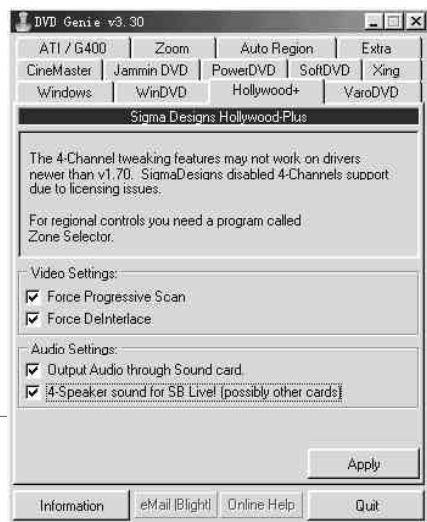 DVD Genie v3.30
ATI / G400 Zoom Auto Region Extra
CineMaster Jammin DVD PowerDVD SoftDVD Xing
Windows WinDVD Hollywood+ VaroDVD
Sigma Designs Hollywood-Plus
The 4-Channel tweaking features may not work on drivers
newer than v1.70. SigmaDesigns disabled 4-Channels support
due to licensing issues.
For regional controls you need a program called
Zone Selector.
Video Settings:
Force Progressive Scan
Force DeInterlace
Audio Settings:
Output Audio through Sound card.
4-Speaker sound for SB Live! (possibly other cards)
Apply
Information eMail |Blight| Online Help Quit